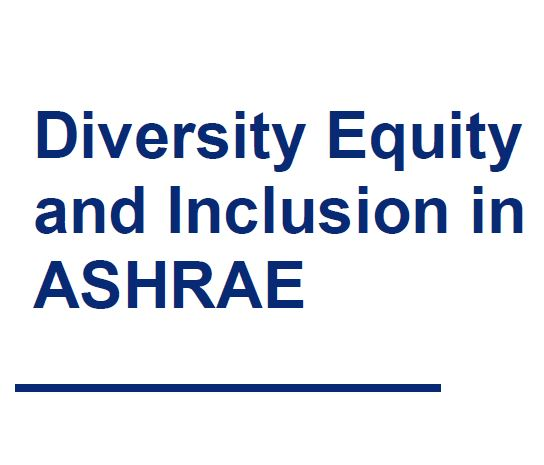 Diversity Equity
and Inclusion in
ASHRAE